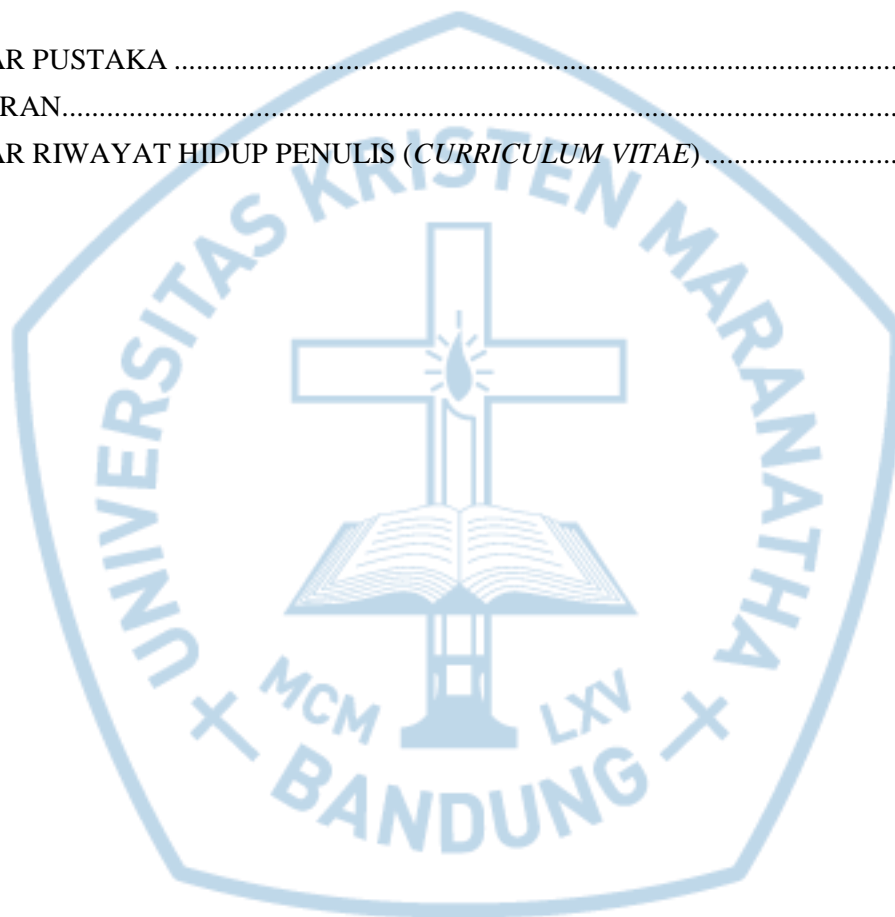 AR PUSTAKA ........................................................................................................
RAN.......................................................................................................................
AR RIWAYAT HIDUP PENULIS (CURRICULUM VITAE) ..........................
UNIVERSITAS KRISTEN MARANATHA
MCM LXV
BANDUNG